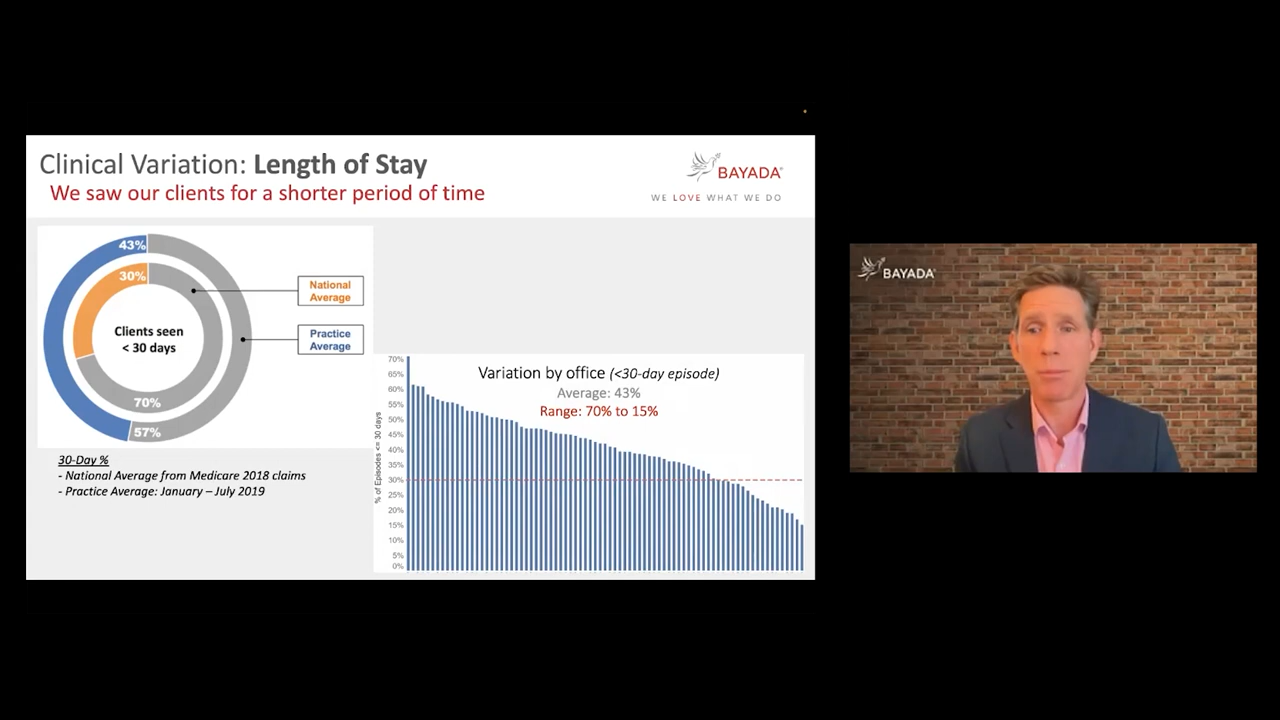 Clinical Variation: Length of Stay
We saw our clients for a shorter period of time
BAYADA
WE LOVE WHAT WE DO
43%
30%
Clients seen
< 30 days
70%
57%
National
Average
Practice
Average
30-Day %
- National Average from Medicare 2018 claims
- Practice Average: January – July 2019
Variation by office (<30-day episode)
Average: 43%
Range: 70% to 15%
% of Episodes <= 30 days
70%
65%
60%
55%
50%
45%
40%
35%
30%
25%
20%
15%
10%
5%
0%
BAYADA